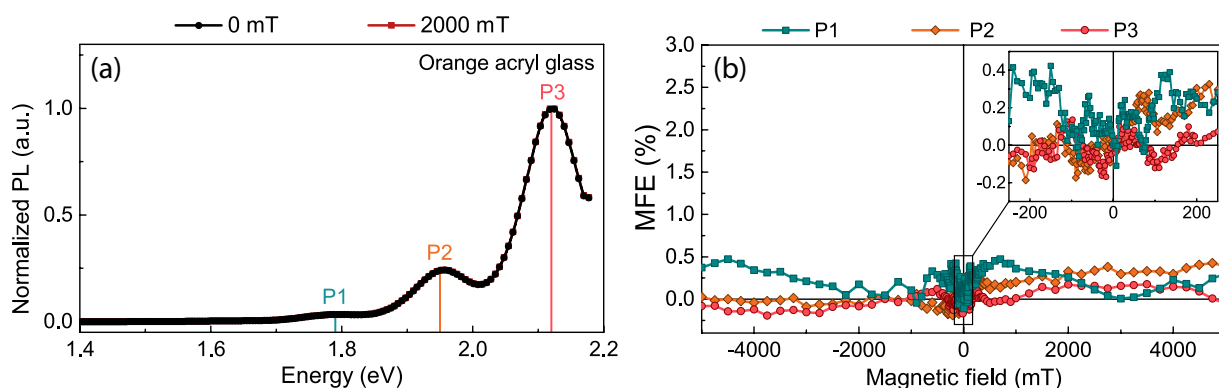 0 mT 2000 mT
(a)
Orange acryl glass
P3
P2
P1
Normalized PL (a.u.)
1.0
0.5
0.0
1.4 1.6 1.8 2.0 2.2
Energy (eV)
P1 P2 P3
(b)
MFE (%)
3.0
2.5
2.0
1.5
1.0
0.5
0.0
-4000 -2000 0 2000 4000
Magnetic field (mT)
0.4
0.2
0.0
-0.2
-200 0 200